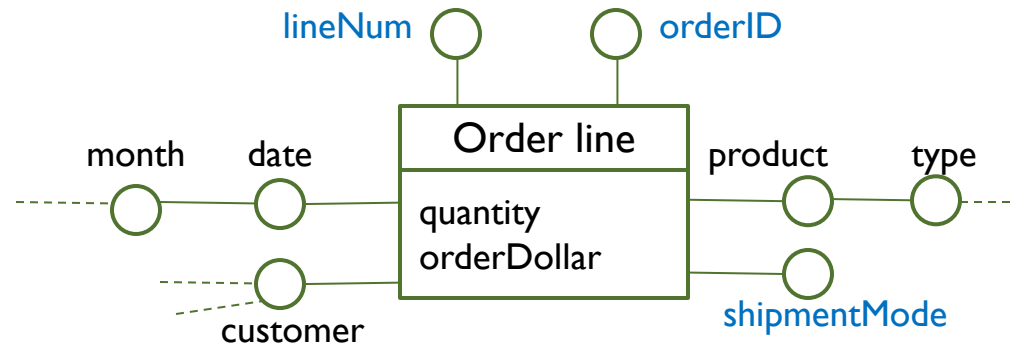 lineNum orderID
Order line
month date product type
quantity
orderDollar
customer shipmentMode